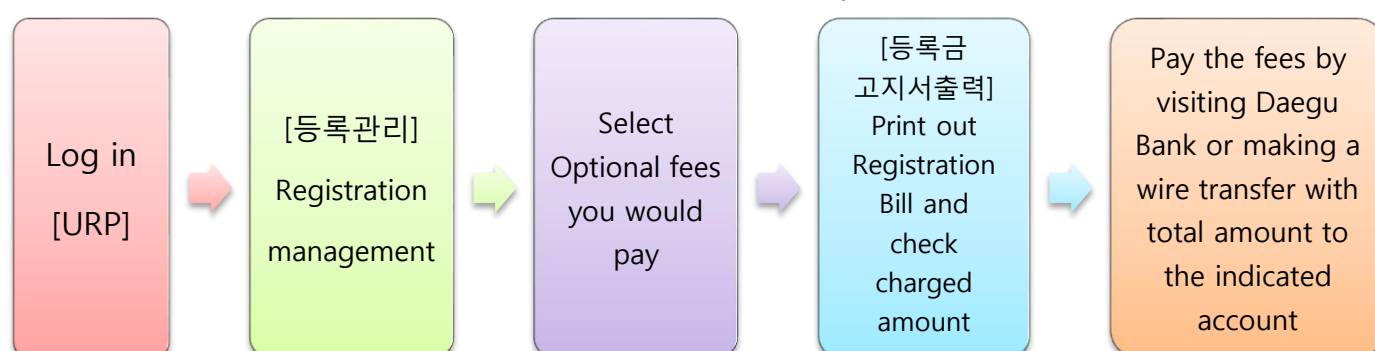 Log in
[URP]
[등록관리]
Registration
management
Select
Optional fees
you would
pay
[등록금
고지서출력]
Print out
Registration
Bill and
check
charged
amount
Pay the fees by
visiting Daegu
Bank or making a
wire transfer with
total amount to
the indicated
account